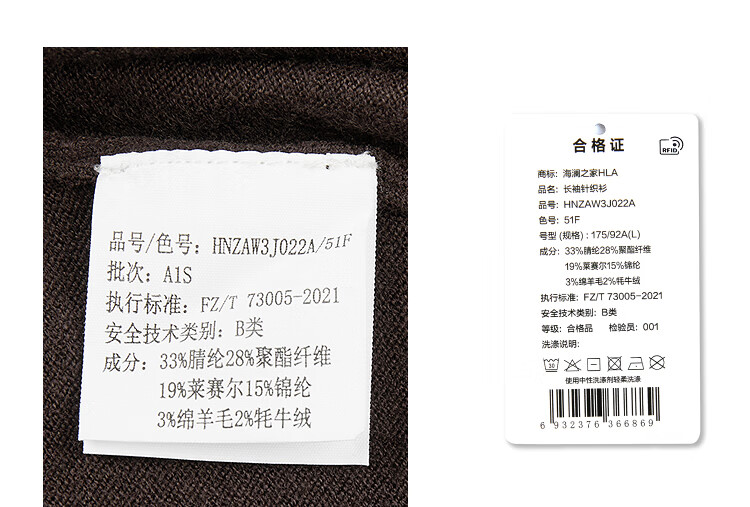 品号/色号: HNZAW3J022A/51F
批次: A1S
执行标准: FZ/T 73005-2021
安全技术类别: B类
成分: 33%腈纶28%聚酯纤维
19%莱赛尔15%锦纶
3%绵羊毛2%牦牛绒
合格证
RFID
商标: 海澜之家HLA
品名: 长袖针织衫
品号: HNZAW3J022A
色号: 51F
号型(规格): 175/92A(L)
成分: 33%腈纶28%聚酯纤维
19%莱赛尔15%锦纶
3%绵羊毛2%牦牛绒
执行标准: FZ/T 73005-2021
安全技术类别: B类
等级: 合格品 检验员: 001
洗涤说明:
30
使用中性洗涤剂轻柔洗涤
6 932376 366869